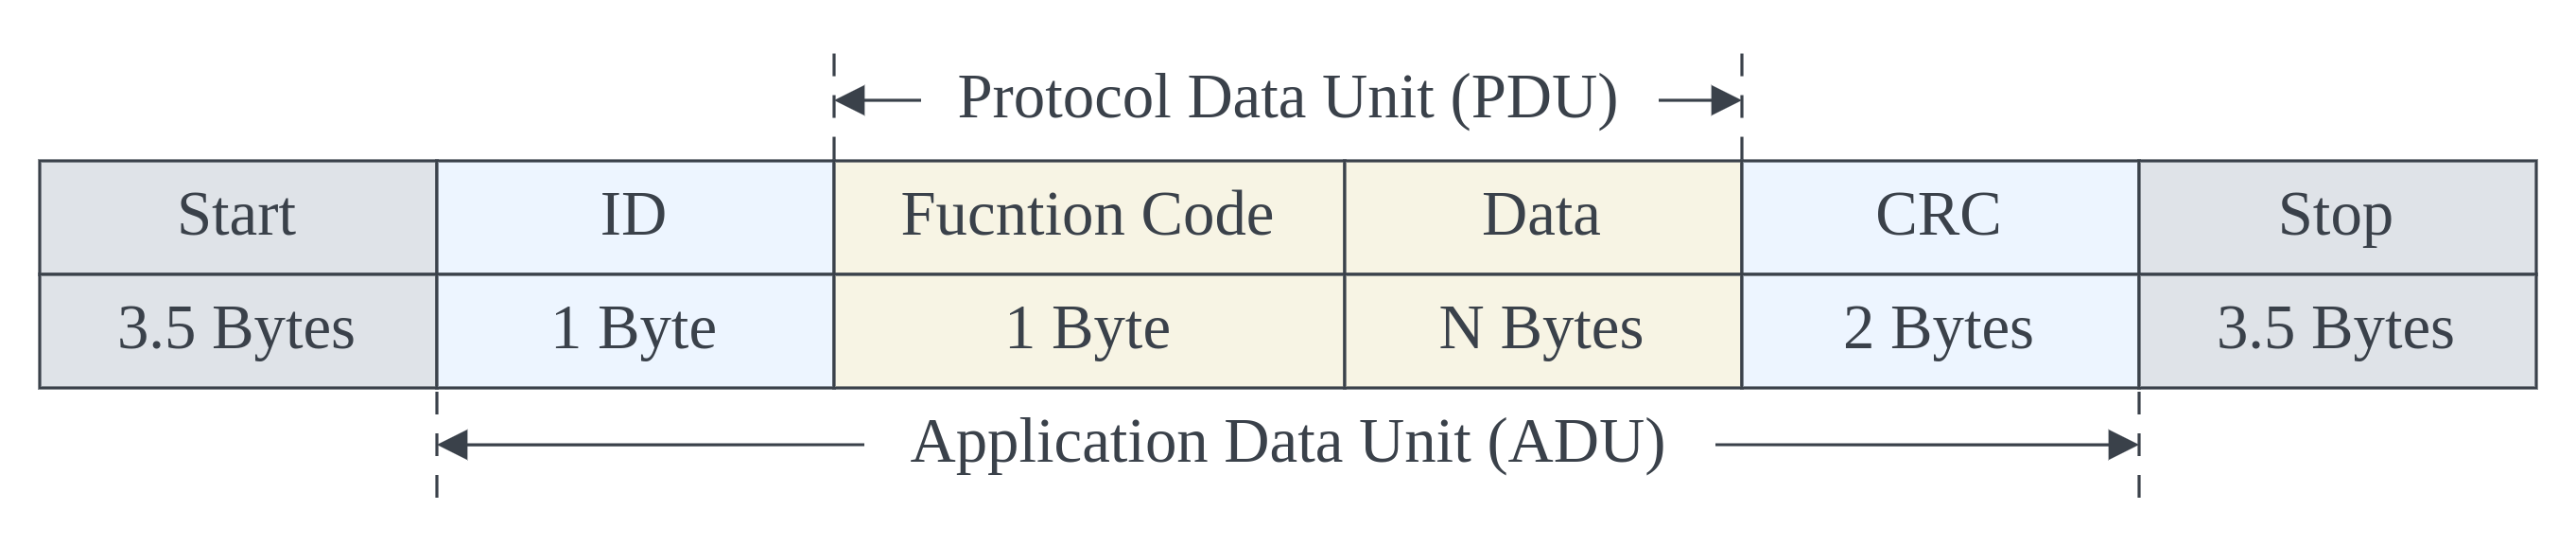 Protocol Data Unit (PDU)
Start ID Fucntion Code Data CRC Stop
3.5 Bytes 1 Byte 1 Byte N Bytes 2 Bytes 3.5 Bytes
Application Data Unit (ADU)